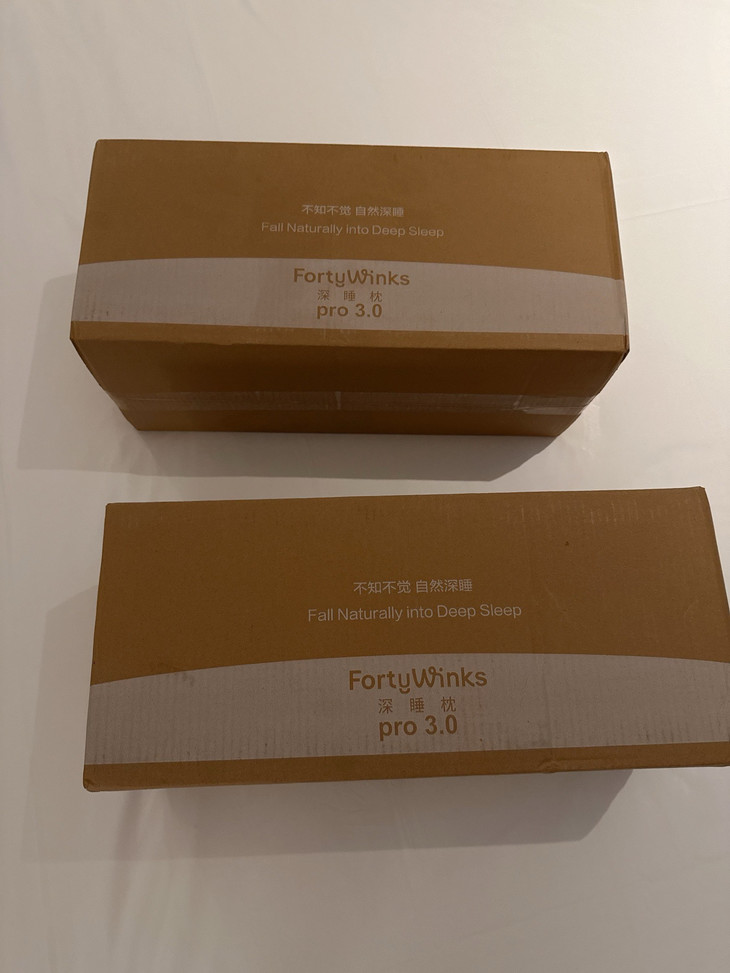 不知不觉 自然深睡
Fall Naturally into Deep Sleep
FortyWinks
深睡枕
pro 3.0
不知不觉 自然深睡
Fall Naturally into Deep Sleep
FortyWinks
深睡枕
pro 3.0